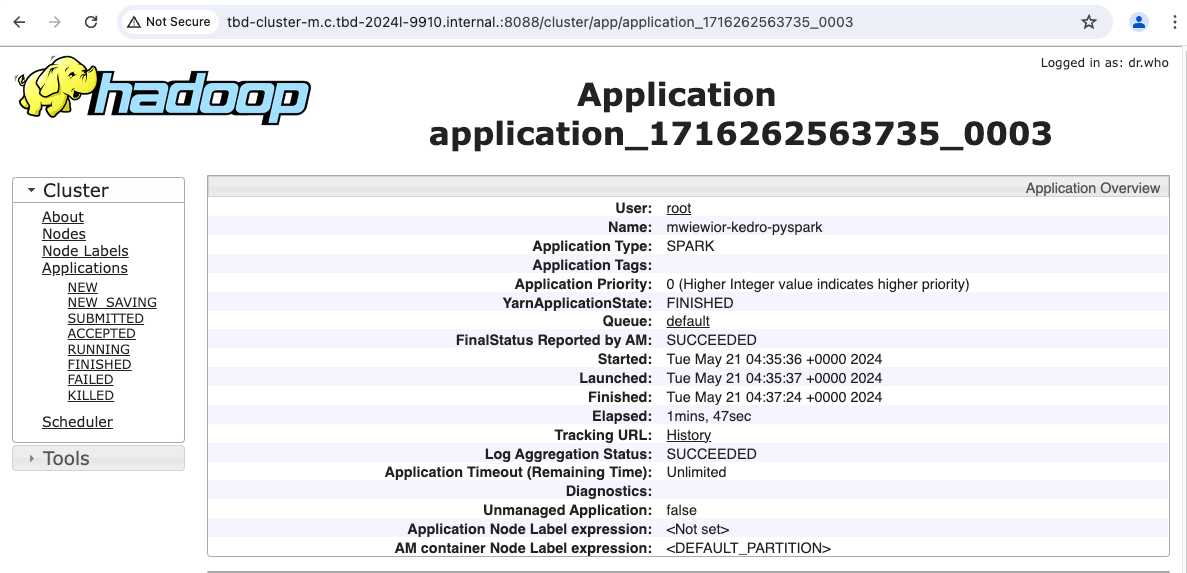 Not Secure tbd-cluster-m.c.tbd-2024l-9910.internal.:8088/cluster/app/application_1716262563735_0003
Logged in as: dr.who
hadoop
Application
application_1716262563735_0003
Cluster
About
Nodes
Node Labels
Applications
NEW
NEW_SAVING
SUBMITTED
ACCEPTED
RUNNING
FINISHED
FAILED
KILLED
Scheduler
Tools
Application Overview
User: root
Name: mwiewior-kedro-pyspark
Application Type: SPARK
Application Tags:
Application Priority: 0 (Higher Integer value indicates higher priority)
YarnApplicationState: FINISHED
Queue: default
FinalStatus Reported by AM: SUCCEEDED
Started: Tue May 21 04:35:36 +0000 2024
Launched: Tue May 21 04:35:37 +0000 2024
Finished: Tue May 21 04:37:24 +0000 2024
Elapsed: 1mins, 47sec
Tracking URL: History
Log Aggregation Status: SUCCEEDED
Application Timeout (Remaining Time): Unlimited
Diagnostics:
Unmanaged Application: false
Application Node Label expression: <Not set>
AM container Node Label expression: <DEFAULT_PARTITION>